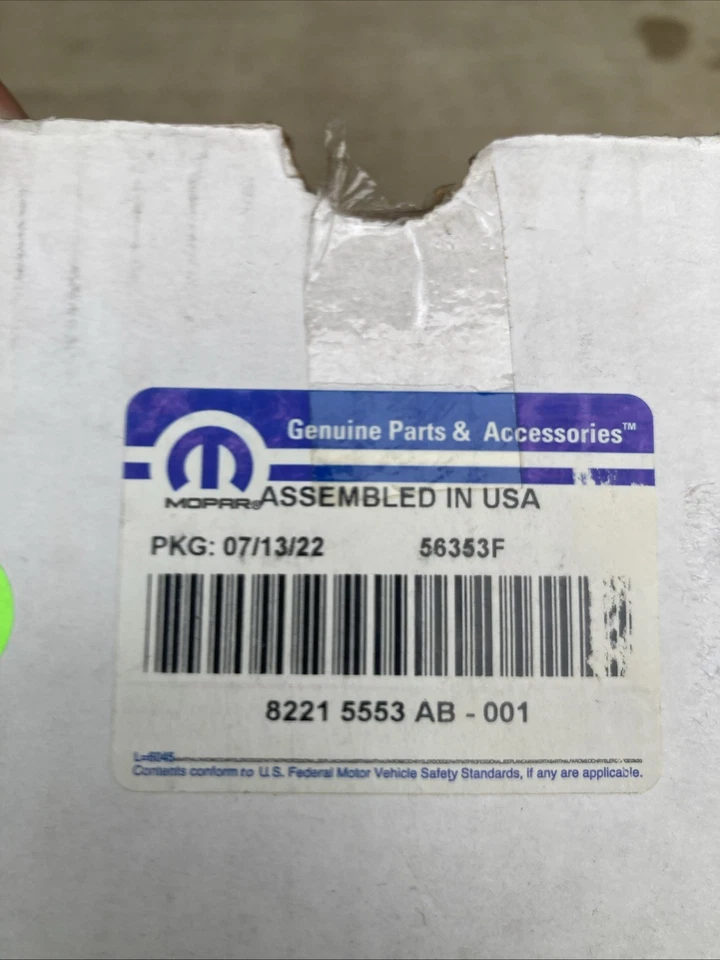 Genuine Parts & Accessories™
MOPAR®
ASSEMBLED IN USA
PKG: 07/13/22 56353F
8221 5553 AB - 001
L=6045
Contents conform to U.S. Federal Motor Vehicle Safety Standards, if any are applicable.